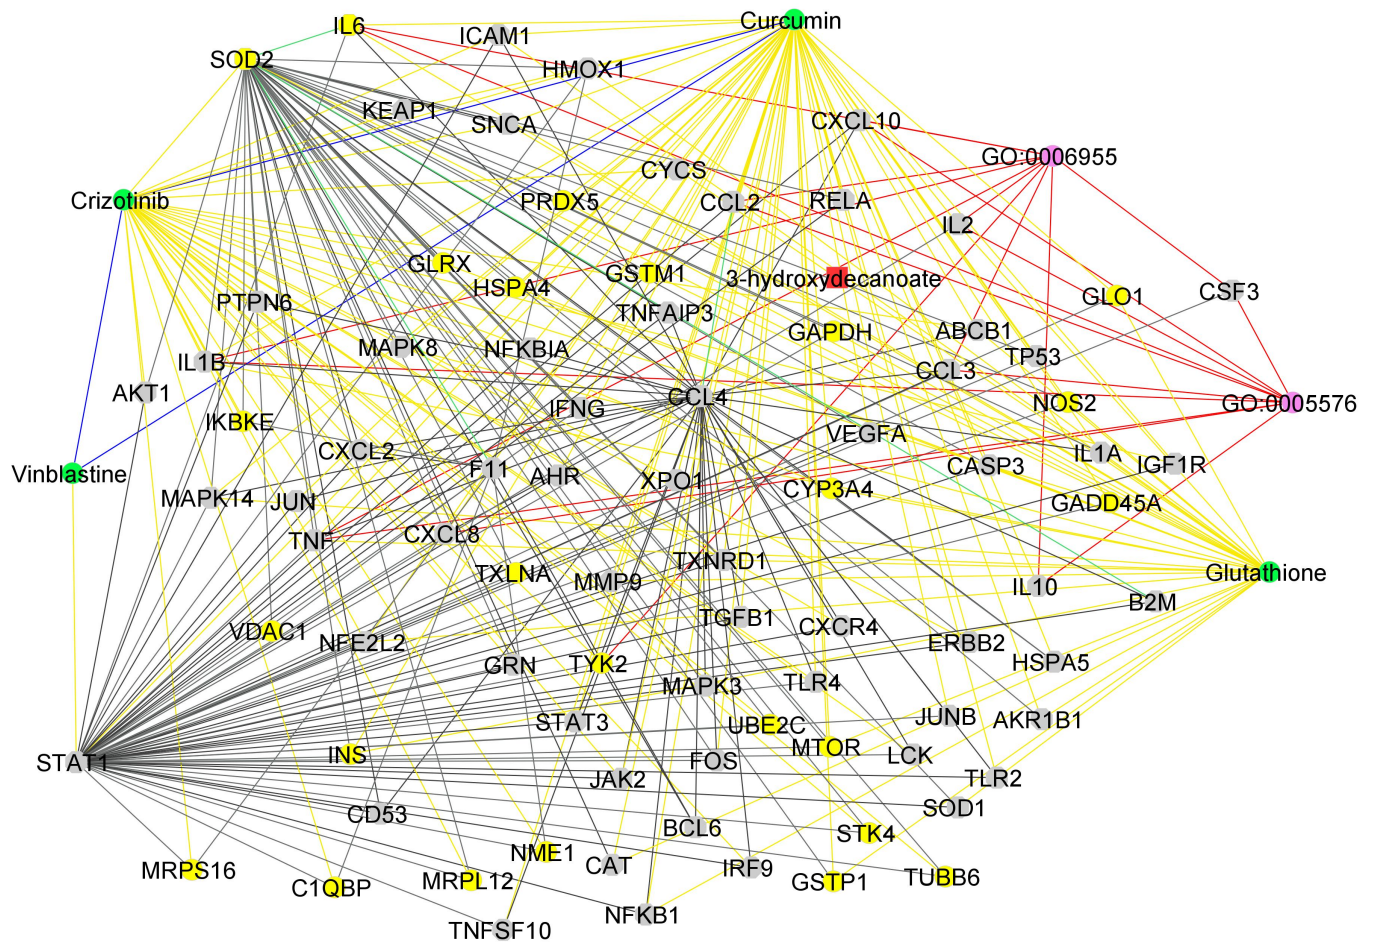 Curcumin
IL6
ICAM1
SOD2
HMOX1
KEAP1
SNCA
CXCL10
GO:0006955
CYCS
Crizotinib
PRDX5
CCL2
RELA
IL2
GLRX
GSTM1
3-hydroxydecanoate
HSPA4
GLO1
CSF3
PTPN6
TNFAIP3
GAPDH
ABCB1
MAPK8
NFKBIA
TP53
IL1B
CCL3
AKT1
CCL4
IFNG
NOS2
GO:0005576
IKBKE
VEGFA
CXCL2
IL1A
IGF1R
Vinblastine
F11
AHR
XPO1
CASP3
CYP3A4
MAPK14
JUN
GADD45A
TNF
CXCL8
TXNRD1
TXLNA
MMP9
Glutathione
IL10
B2M
TGFB1
CXCR4
VDAC1
NFE2L2
ERBB2
GRN
TYK2
HSPA5
MAPK3
TLR4
STAT3
UBE2C
JUNB
AKR1B1
STAT1
INS
MTOR
FOS
LCK
JAK2
TLR2
SOD1
CD53
BCL6
STK4
MRPS16
C1QBP
MRPL12
NME1
CAT
IRF9
GSTP1
TUBB6
NFKB1
TNFSF10